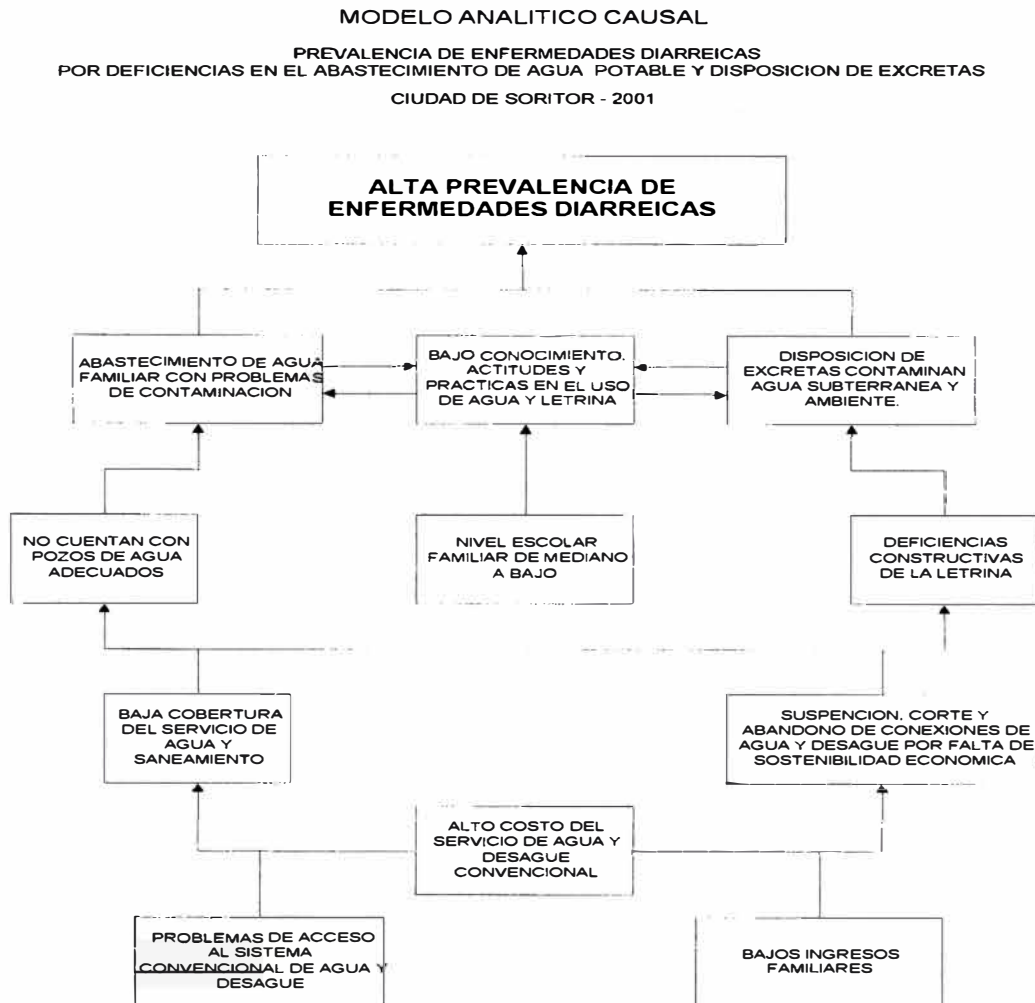 MODELO ANALITICO CAUSAL
PREVALENCIA DE ENFERMEDADES DIARREICAS
POR DEFICIENCIAS EN EL ABASTECIMIENTO DE AGUA POTABLE Y DISPOSICION DE EXCRETAS
CIUDAD DE SORITOR - 2001
ALTA PREVALENCIA DE
ENFERMEDADES DIARREICAS
ABASTECIMIENTO DE AGUA
FAMILIAR CON PROBLEMAS
DE CONTAMINACION
BAJO CONOCIMIENTO.
ACTITUDES Y
PRACTICAS EN EL USO
DE AGUA Y LETRINA
DISPOSICION DE
EXCRETAS CONTAMINAN
AGUA SUBTERRANEA Y
AMBIENTE.
NO CUENTAN CON
POZOS DE AGUA
ADECUADOS
NIVEL ESCOLAR
FAMILIAR DE MEDIANO
A BAJO
DEFICIENCIAS
CONSTRUCTIVAS
DE LA LETRINA
BAJA COBERTURA
DEL SERVICIO DE
AGUA Y
SANEAMIENTO
SUSPENCION. CORTE Y
ABANDONO DE CONEXIONES DE
AGUA Y DESAGUE POR FALTA DE
SOSTENIBILIDAD ECONOMICA
ALTO COSTO DEL
SERVICIO DE AGUA Y
DESAGUE
CONVENCIONAL
PROBLEMAS DE ACCESO
AL SISTEMA
CONVENCIONAL DE AGUA Y
DESAGUE
BAJOS INGRESOS
FAMILIARES